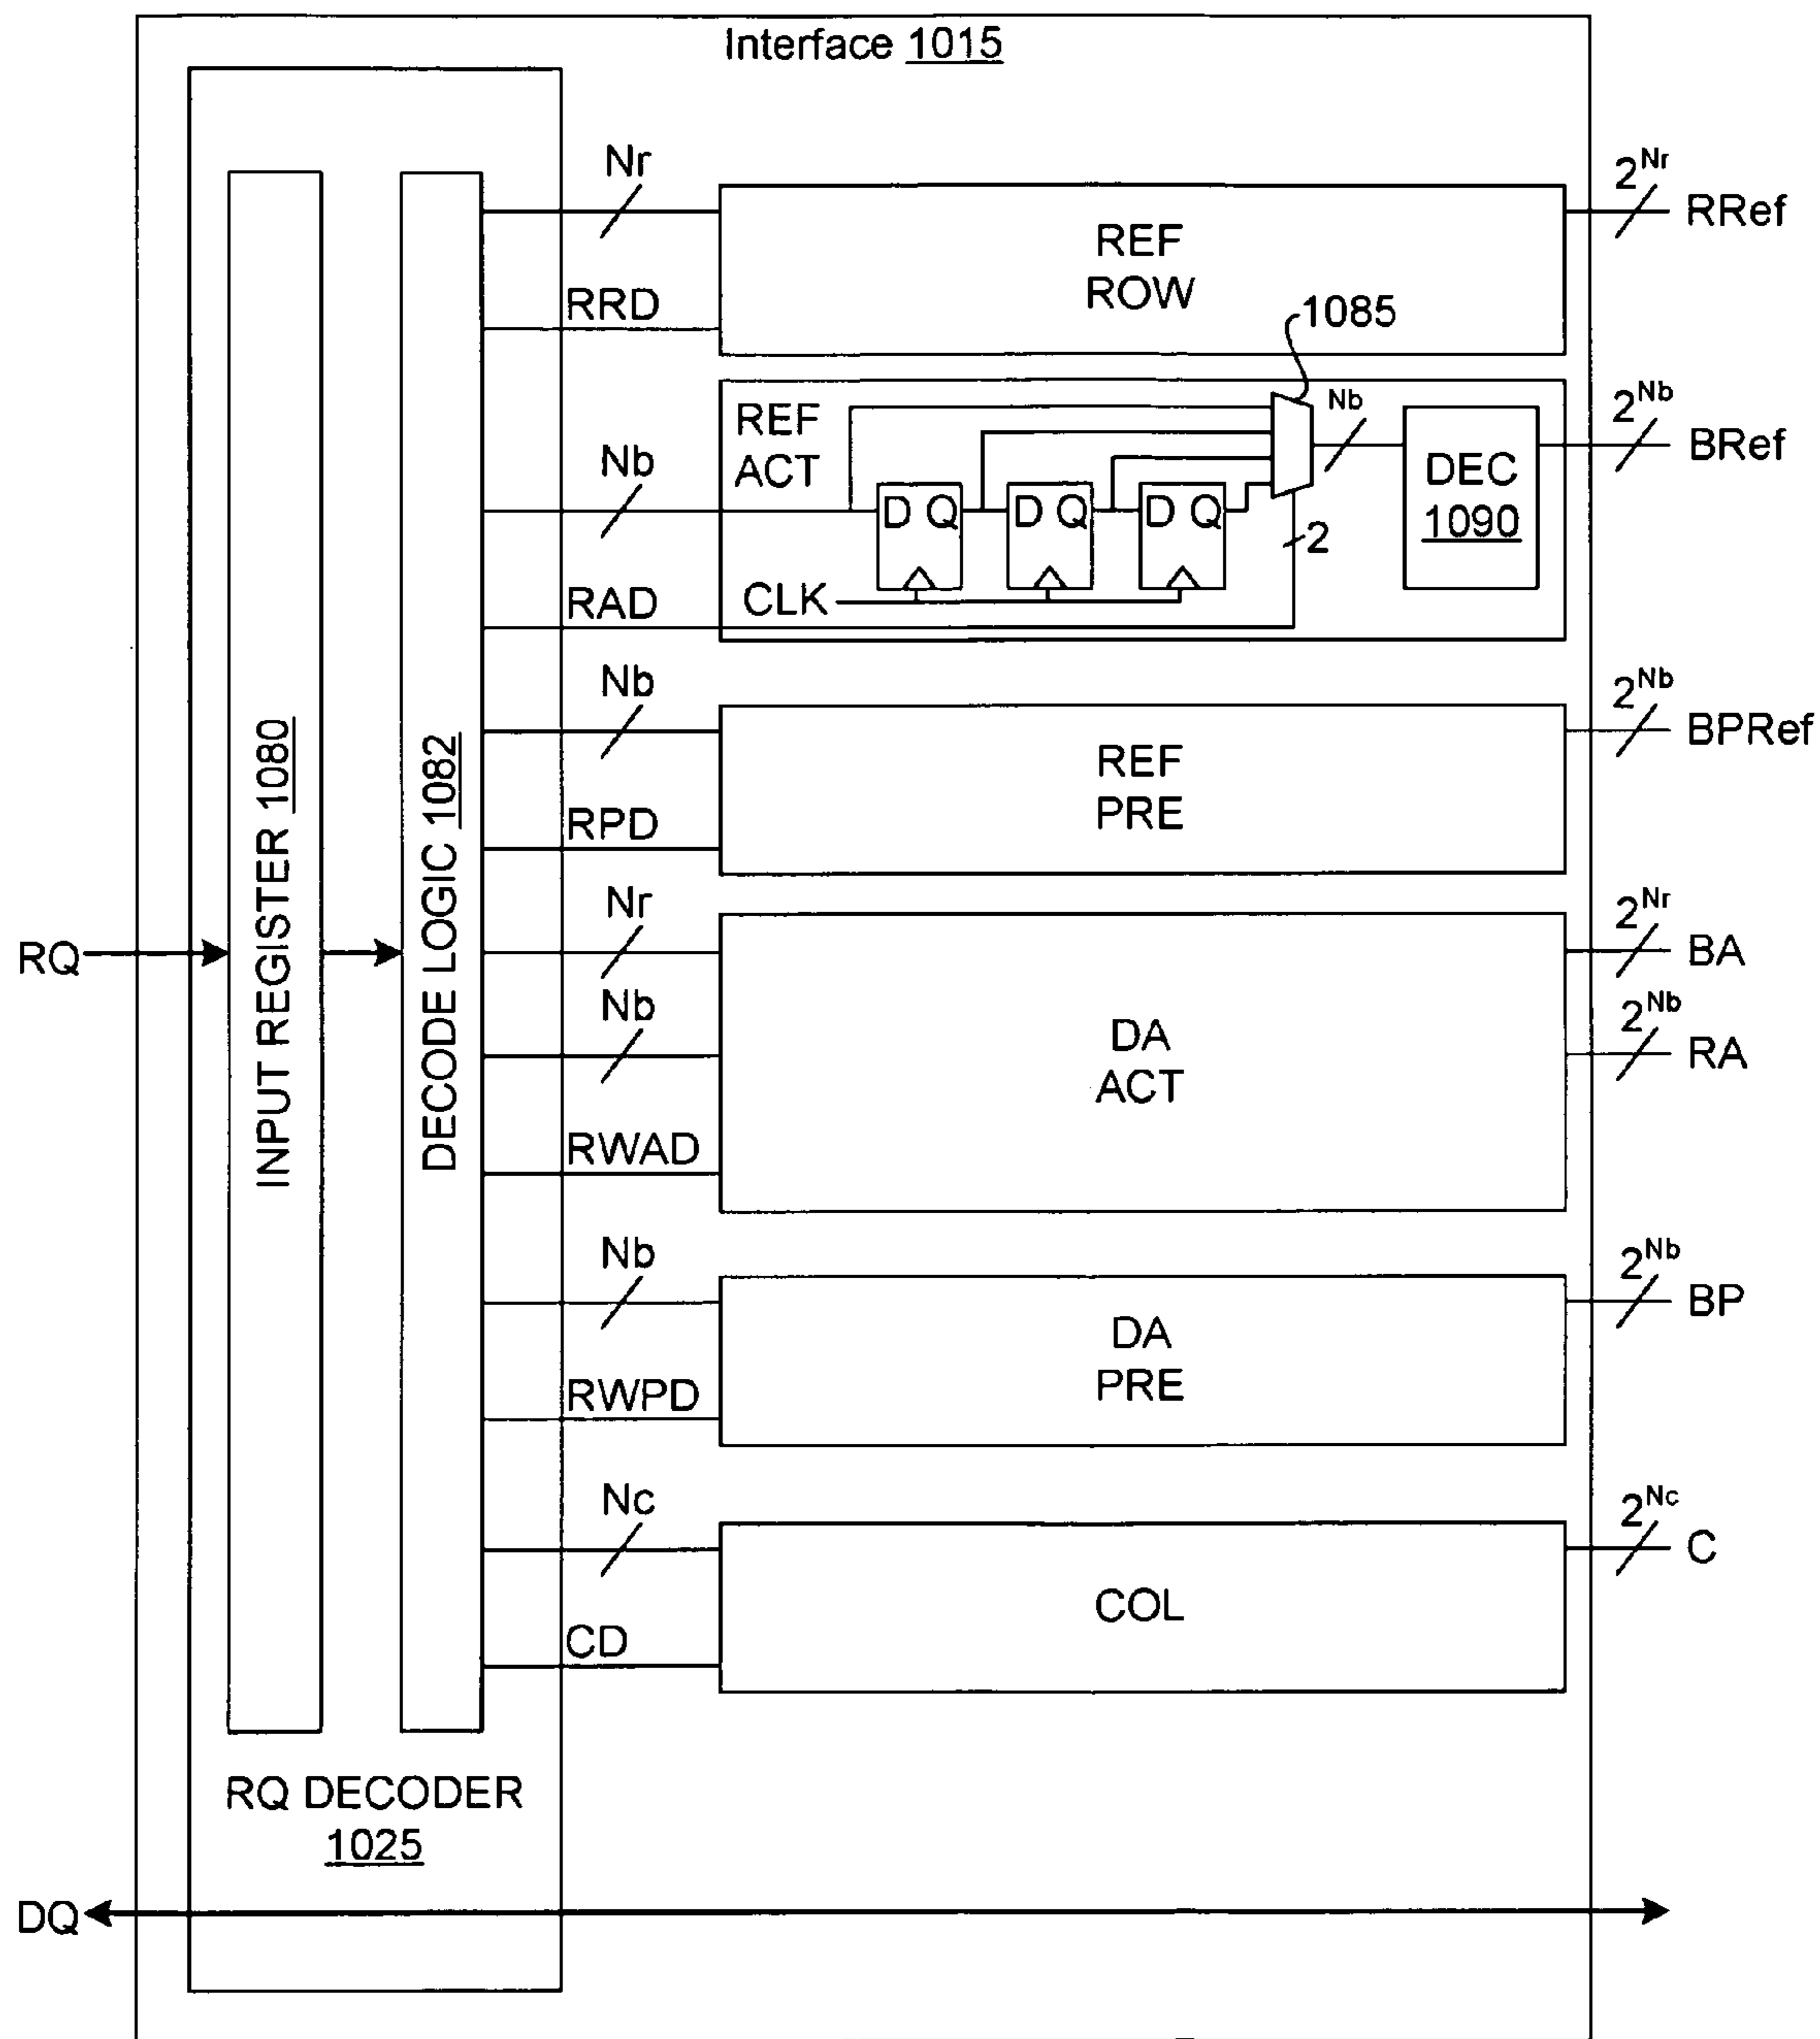 Interface 1015
Nr
2^Nr
RRef
REF
ROW
RRD
1085
REF
ACT
Nb
Nb
2^Nb
BRef
D Q
D Q
D Q
DEC
1090
2
CLK
RAD
Nb
2^Nb
BPRef
REF
PRE
RPD
INPUT REGISTER 1080
DECODE LOGIC 1082
RQ
Nr
2^Nr
BA
Nb
2^Nb
RA
DA
ACT
RWAD
Nb
2^Nb
BP
DA
PRE
RWPD
Nc
2^Nc
C
COL
CD
RQ DECODER
1025
DQ